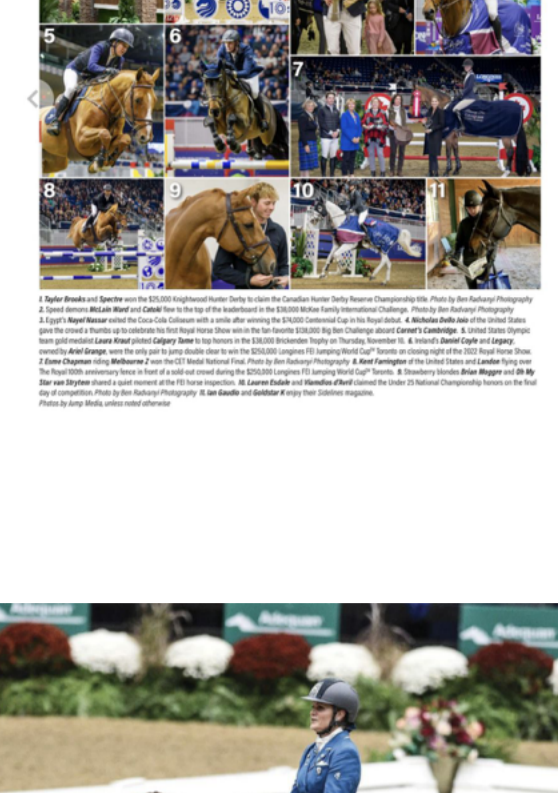 5
6
7
LONGINES
8
9
10
11
1. Taylor Brooks and Spectre won the $25,000 Knightwood Hunter Derby to claim the Canadian Hunter Derby Reserve Championship title. Photo by Ben Radvanyi Photography
2. Speed demons McLain Ward and Catoki flew to the top of the leaderboard in the $38,000 McKee Family International Challenge. Photo by Ben Radvanyi Photography
3. Egypt's Nayel Nassar exited the Coca-Cola Coliseum with a smile after winning the $74,000 Centennial Cup in his Royal debut. 4. Nicholas Dello Joio of the United States
gave the crowd a thumbs up to celebrate his first Royal Horse Show win in the fan-favorite $138,000 Big Ben Challenge aboard Cornet's Cambridge. 5. United States Olympic
team gold medalist Laura Kraut piloted Calgary Tame to top honors in the $38,000 Brickenden Trophy on Thursday, November 10. 6. Ireland's Daniel Coyle and Legacy,
owned by Ariel Grange, were the only pair to jump double clear to win the $250,000 Longines FEI Jumping World Cup™ Toronto on closing night of the 2022 Royal Horse Show.
7. Esme Chapman riding Melbourne Z won the CET Medal National Final. Photo by Ben Radvanyi Photography 8. Kent Farrington of the United States and Landon flying over
The Royal 100th anniversary fence in front of a sold-out crowd during the $250,000 Longines FEI Jumping World Cup™ Toronto. 9. Strawberry blondes Brian Moggre and Oh My
Star van Strytem shared a quiet moment at the FEI horse inspection. 10. Lauren Esdale and Viamdios d'Avril claimed the Under 25 National Championship honors on the final
day of competition. Photo by Ben Radvanyi Photography 11. Ian Gaudio and Goldstar K enjoy their Sidelines magazine.
Photos by Jump Media, unless noted otherwise
Adequan
Adequan
Adequan